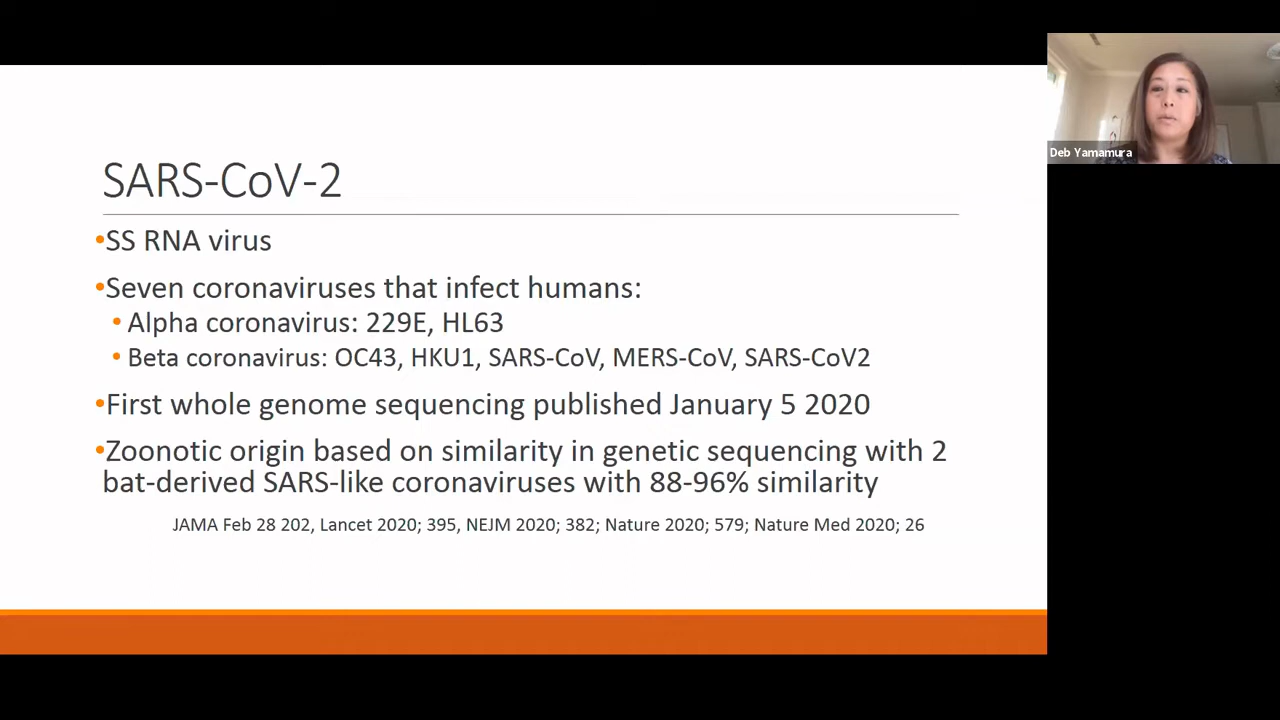 SARS-CoV-2
•SS RNA virus
•Seven coronaviruses that infect humans:
• Alpha coronavirus: 229E, HL63
• Beta coronavirus: OC43, HKU1, SARS-CoV, MERS-CoV, SARS-CoV2
•First whole genome sequencing published January 5 2020
•Zoonotic origin based on similarity in genetic sequencing with 2
bat-derived SARS-like coronaviruses with 88-96% similarity
JAMA Feb 28 202, Lancet 2020; 395, NEJM 2020; 382; Nature 2020; 579; Nature Med 2020; 26
Deb Yamamura